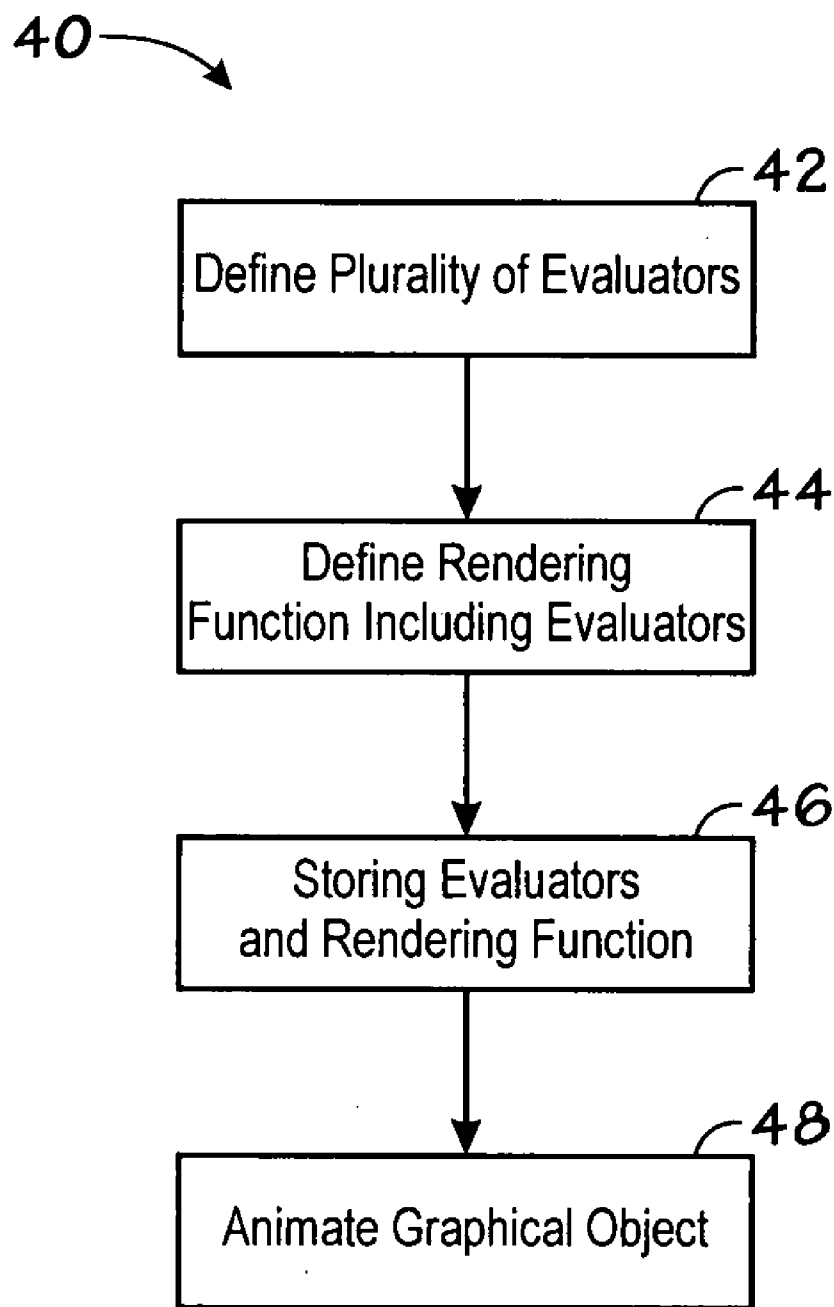 40
42
Define Plurality of Evaluators
44
Define Rendering
Function Including Evaluators
46
Storing Evaluators
and Rendering Function
48
Animate Graphical Object